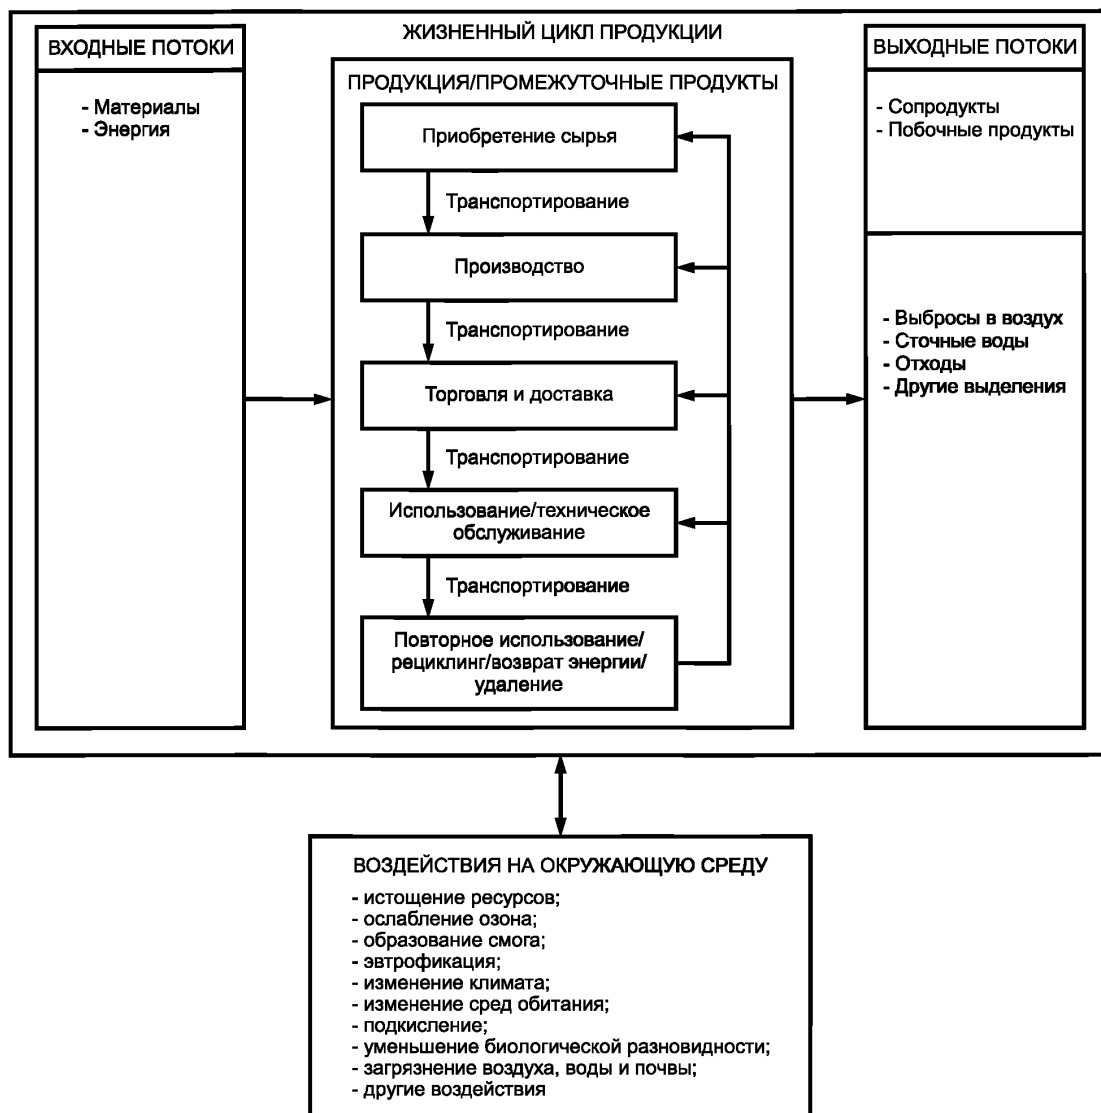 ЖИЗНЕННЫЙ ЦИКЛ ПРОДУКЦИИ
ВХОДНЫЕ ПОТОКИ
- Материалы
- Энергия
ПРОДУКЦИЯ/ПРОМЕЖУТОЧНЫЕ ПРОДУКТЫ
Приобретение сырья
Транспортирование
Производство
Транспортирование
Торговля и доставка
Транспортирование
Использование/техническое
обслуживание
Транспортирование
Повторное использование/
рециклинг/возврат энергии/
удаление
ВЫХОДНЫЕ ПОТОКИ
- Сопродукты
- Побочные продукты
- Выбросы в воздух
- Сточные воды
- Отходы
- Другие выделения
ВОЗДЕЙСТВИЯ НА ОКРУЖАЮЩУЮ СРЕДУ
- истощение ресурсов;
- ослабление озона;
- образование смога;
- эвтрофикация;
- изменение климата;
- изменение сред обитания;
- подкисление;
- уменьшение биологической разновидности;
- загрязнение воздуха, воды и почвы;
- другие воздействия